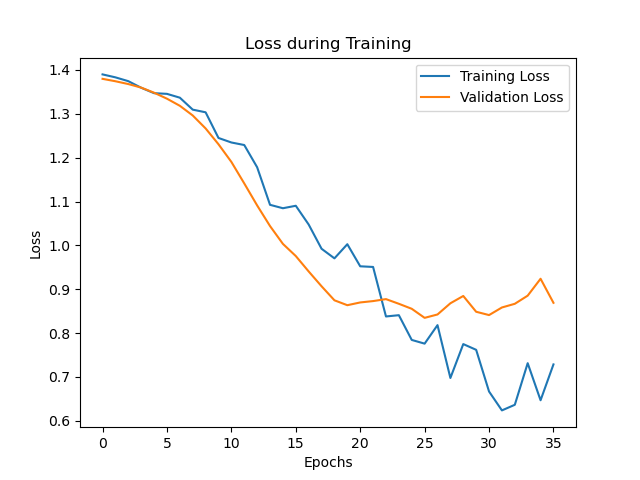 Loss during Training
Training Loss
Validation Loss
Loss
1.4
1.3
1.2
1.1
1.0
0.9
0.8
0.7
0.6
0 5 10 15 20 25 30 35
Epochs